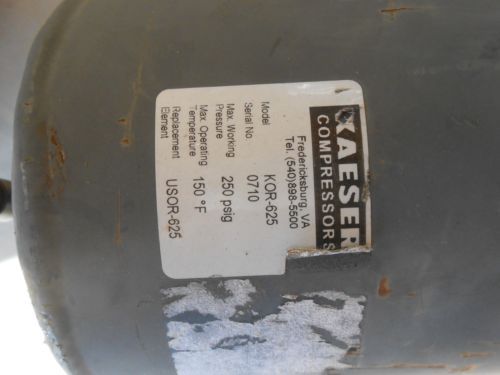 KAESER
COMPRESSORS
Fredericksburg, VA
Tel. (540)898-5500
Model KOR-625
Serial No. 0710
Max. Working
Pressure 250 psig
Max. Operating
Temperature 150 °F
Replacement
Element USOR-625